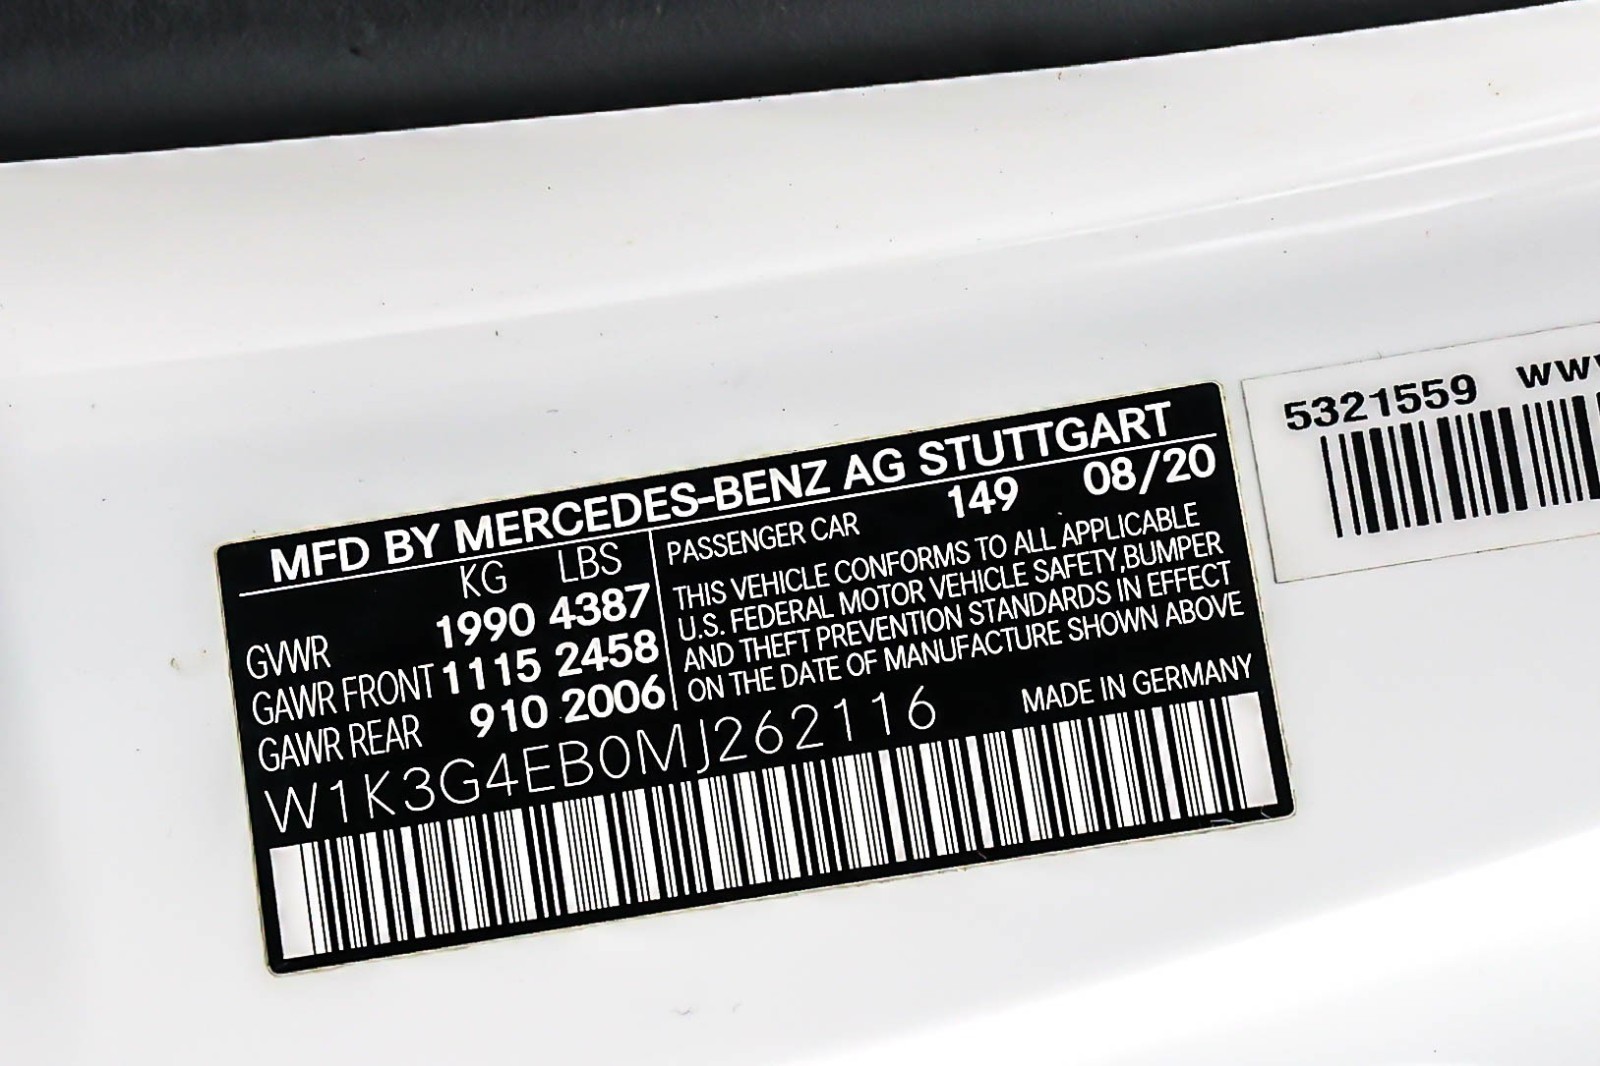 MFD BY MERCEDES-BENZ AG STUTTGART
KG LBS
GVWR 1990 4387
GAWR FRONT 1115 2458
GAWR REAR 910 2006
PASSENGER CAR 149 08/20
THIS VEHICLE CONFORMS TO ALL APPLICABLE
U.S. FEDERAL MOTOR VEHICLE SAFETY,BUMPER
AND THEFT PREVENTION STANDARDS IN EFFECT
ON THE DATE OF MANUFACTURE SHOWN ABOVE
W1K3G4EB0MJ262116 MADE IN GERMANY
5321559